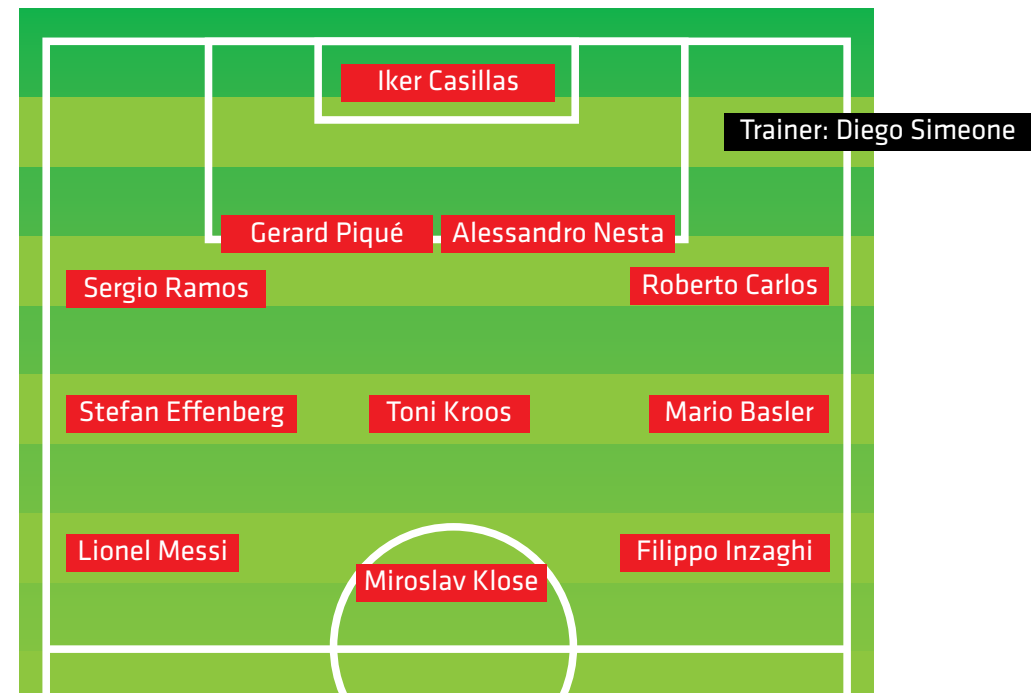 Iker Casillas
Trainer: Diego Simeone
Gerard Piqué
Alessandro Nesta
Sergio Ramos
Roberto Carlos
Stefan Effenberg
Toni Kroos
Mario Basler
Lionel Messi
Miroslav Klose
Filippo Inzaghi